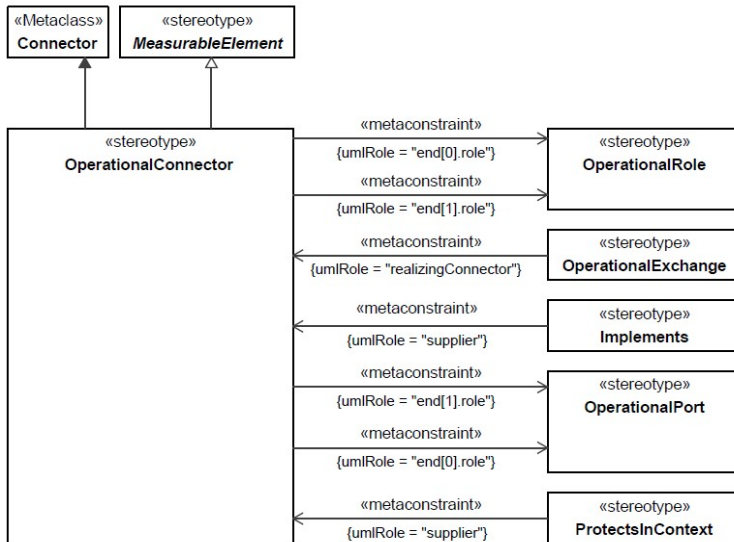 «Metaclass»
Connector
«stereotype»
MeasurableElement
«stereotype»
OperationalConnector
«metaconstraint»
{umlRole = "end[0].role"}
«metaconstraint»
{umlRole = "end[1].role"}
«stereotype»
OperationalRole
«metaconstraint»
{umlRole = "realizingConnector"}
«stereotype»
OperationalExchange
«metaconstraint»
{umlRole = "supplier"}
«stereotype»
Implements
«metaconstraint»
{umlRole = "end[1].role"}
«metaconstraint»
{umlRole = "end[0].role"}
«stereotype»
OperationalPort
«metaconstraint»
{umlRole = "supplier"}
«stereotype»
ProtectsInContext